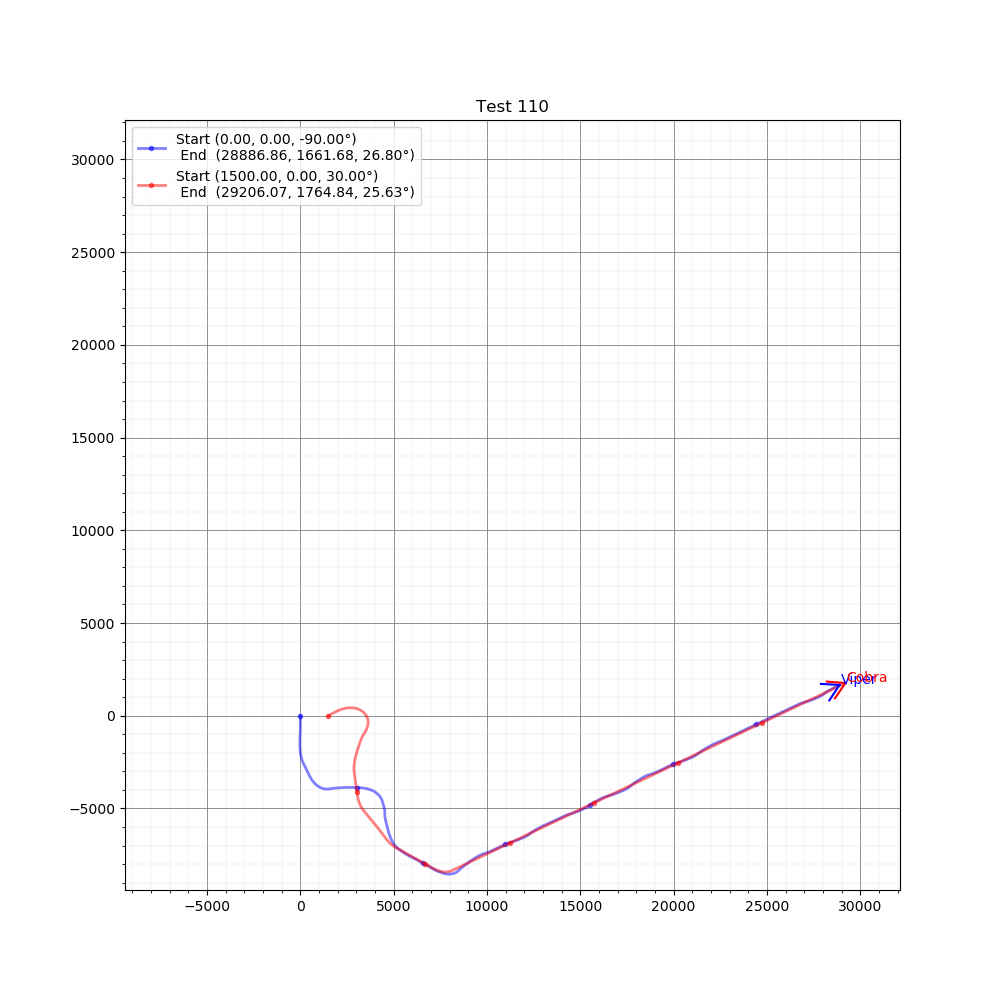 Test 110
Start (0.00, 0.00, -90.00°)
End (28886.86, 1661.68, 26.80°)
Start (1500.00, 0.00, 30.00°)
End (29206.07, 1764.84, 25.63°)
30000
25000
20000
15000
10000
5000
0
−5000
Cobra
Viper
−5000 0 5000 10000 15000 20000 25000 30000